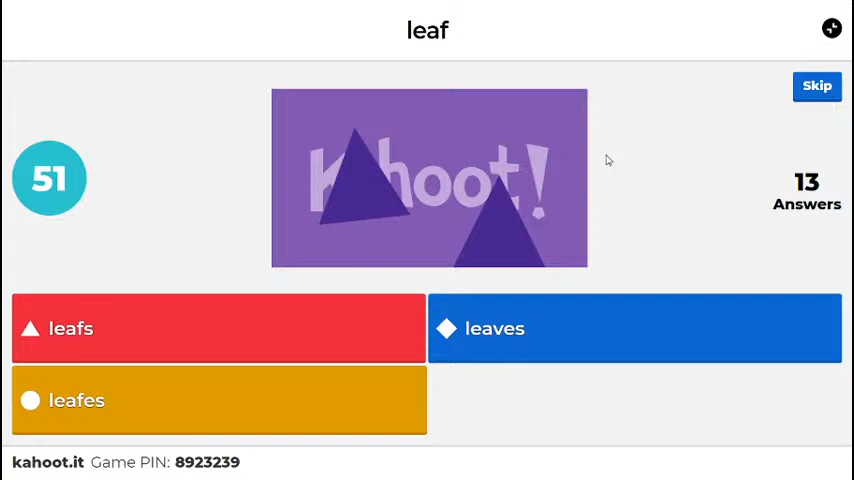 leaf
Skip
Kahoot!
51
13
Answers
leafs
leaves
leafes
kahoot.it Game PIN: 8923239